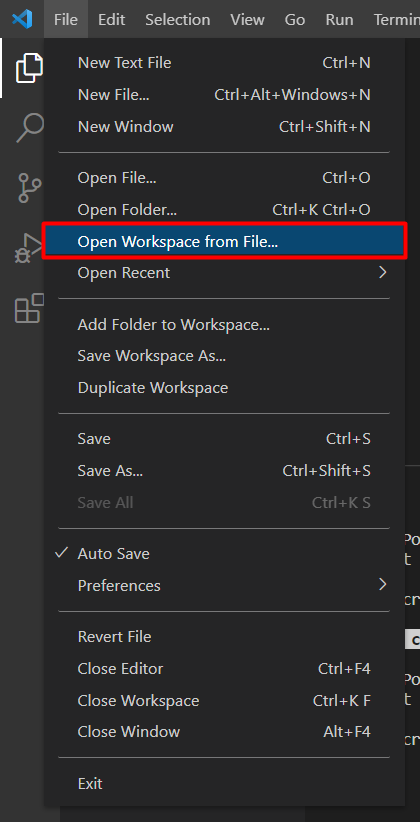 File Edit Selection View Go Run Termin
New Text File Ctrl+N
New File... Ctrl+Alt+Windows+N
New Window Ctrl+Shift+N
Open File... Ctrl+O
Open Folder... Ctrl+K Ctrl+O
Open Workspace from File...
Open Recent
Add Folder to Workspace...
Save Workspace As...
Duplicate Workspace
Save Ctrl+S
Save As... Ctrl+Shift+S
Save All Ctrl+K S
Auto Save
Preferences
Revert File
Close Editor Ctrl+F4
Close Workspace Ctrl+K F
Close Window Alt+F4
Exit